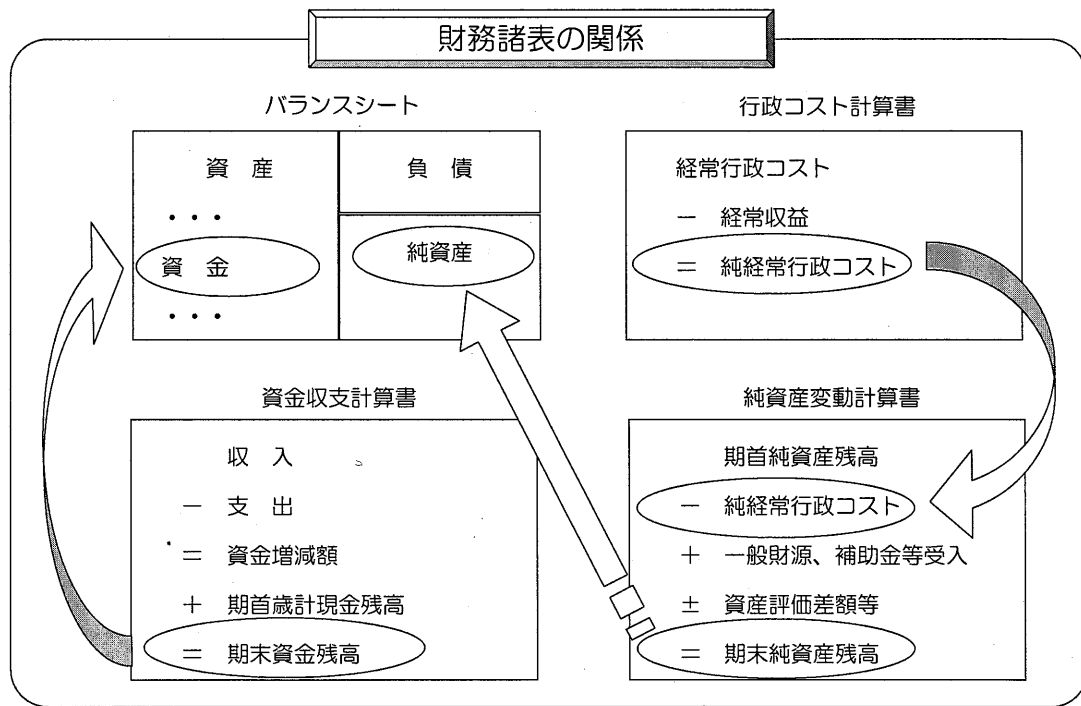 財務諸表の関係
バランスシート
資 産
・・・
資 金
・・・
負 債
純資産
行政コスト計算書
経常行政コスト
－ 経常収益
＝ 純経常行政コスト
資金収支計算書
収 入
－ 支 出
＝ 資金増減額
＋ 期首歳計現金残高
＝ 期末資金残高
純資産変動計算書
期首純資産残高
－ 純経常行政コスト
＋ 一般財源、補助金等受入
± 資産評価差額等
＝ 期末純資産残高